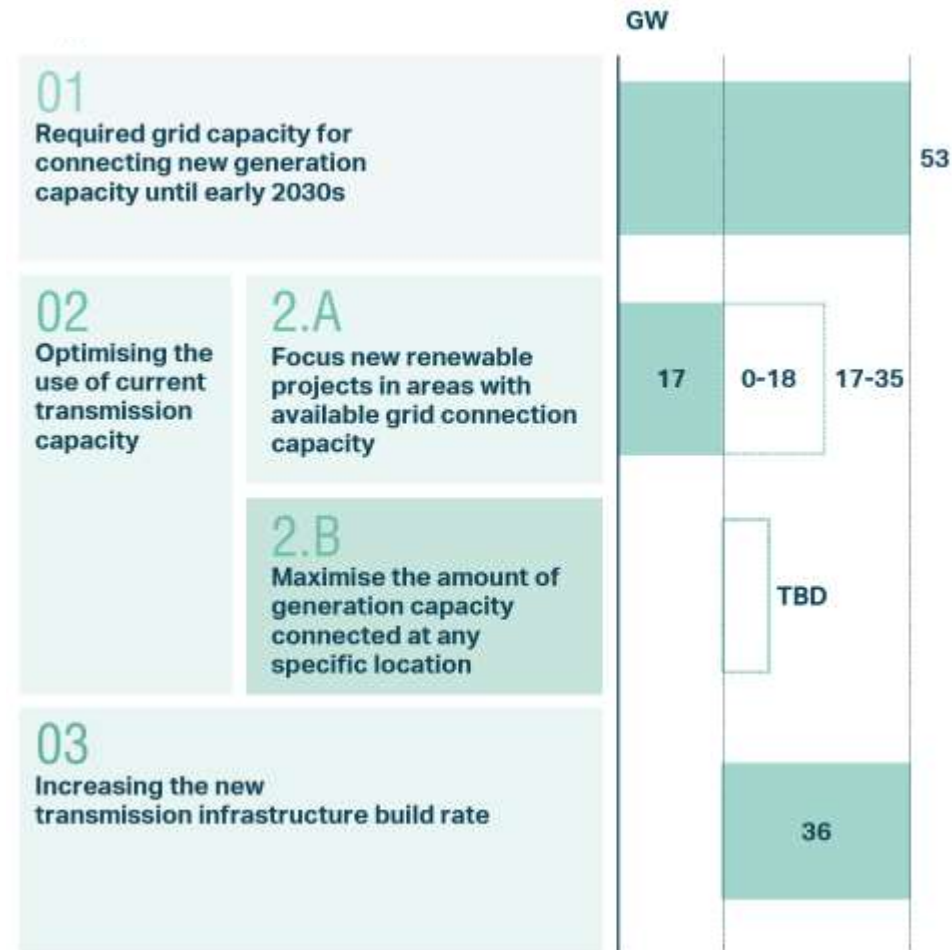 GW
01
Required grid capacity for
connecting new generation
capacity until early 2030s
53
02
Optimising the
use of current
transmission
capacity
2.A
Focus new renewable
projects in areas with
available grid connection
capacity
17
0-18
17-35
2.B
Maximise the amount of
generation capacity
connected at any
specific location
TBD
03
Increasing the new
transmission infrastructure build rate
36